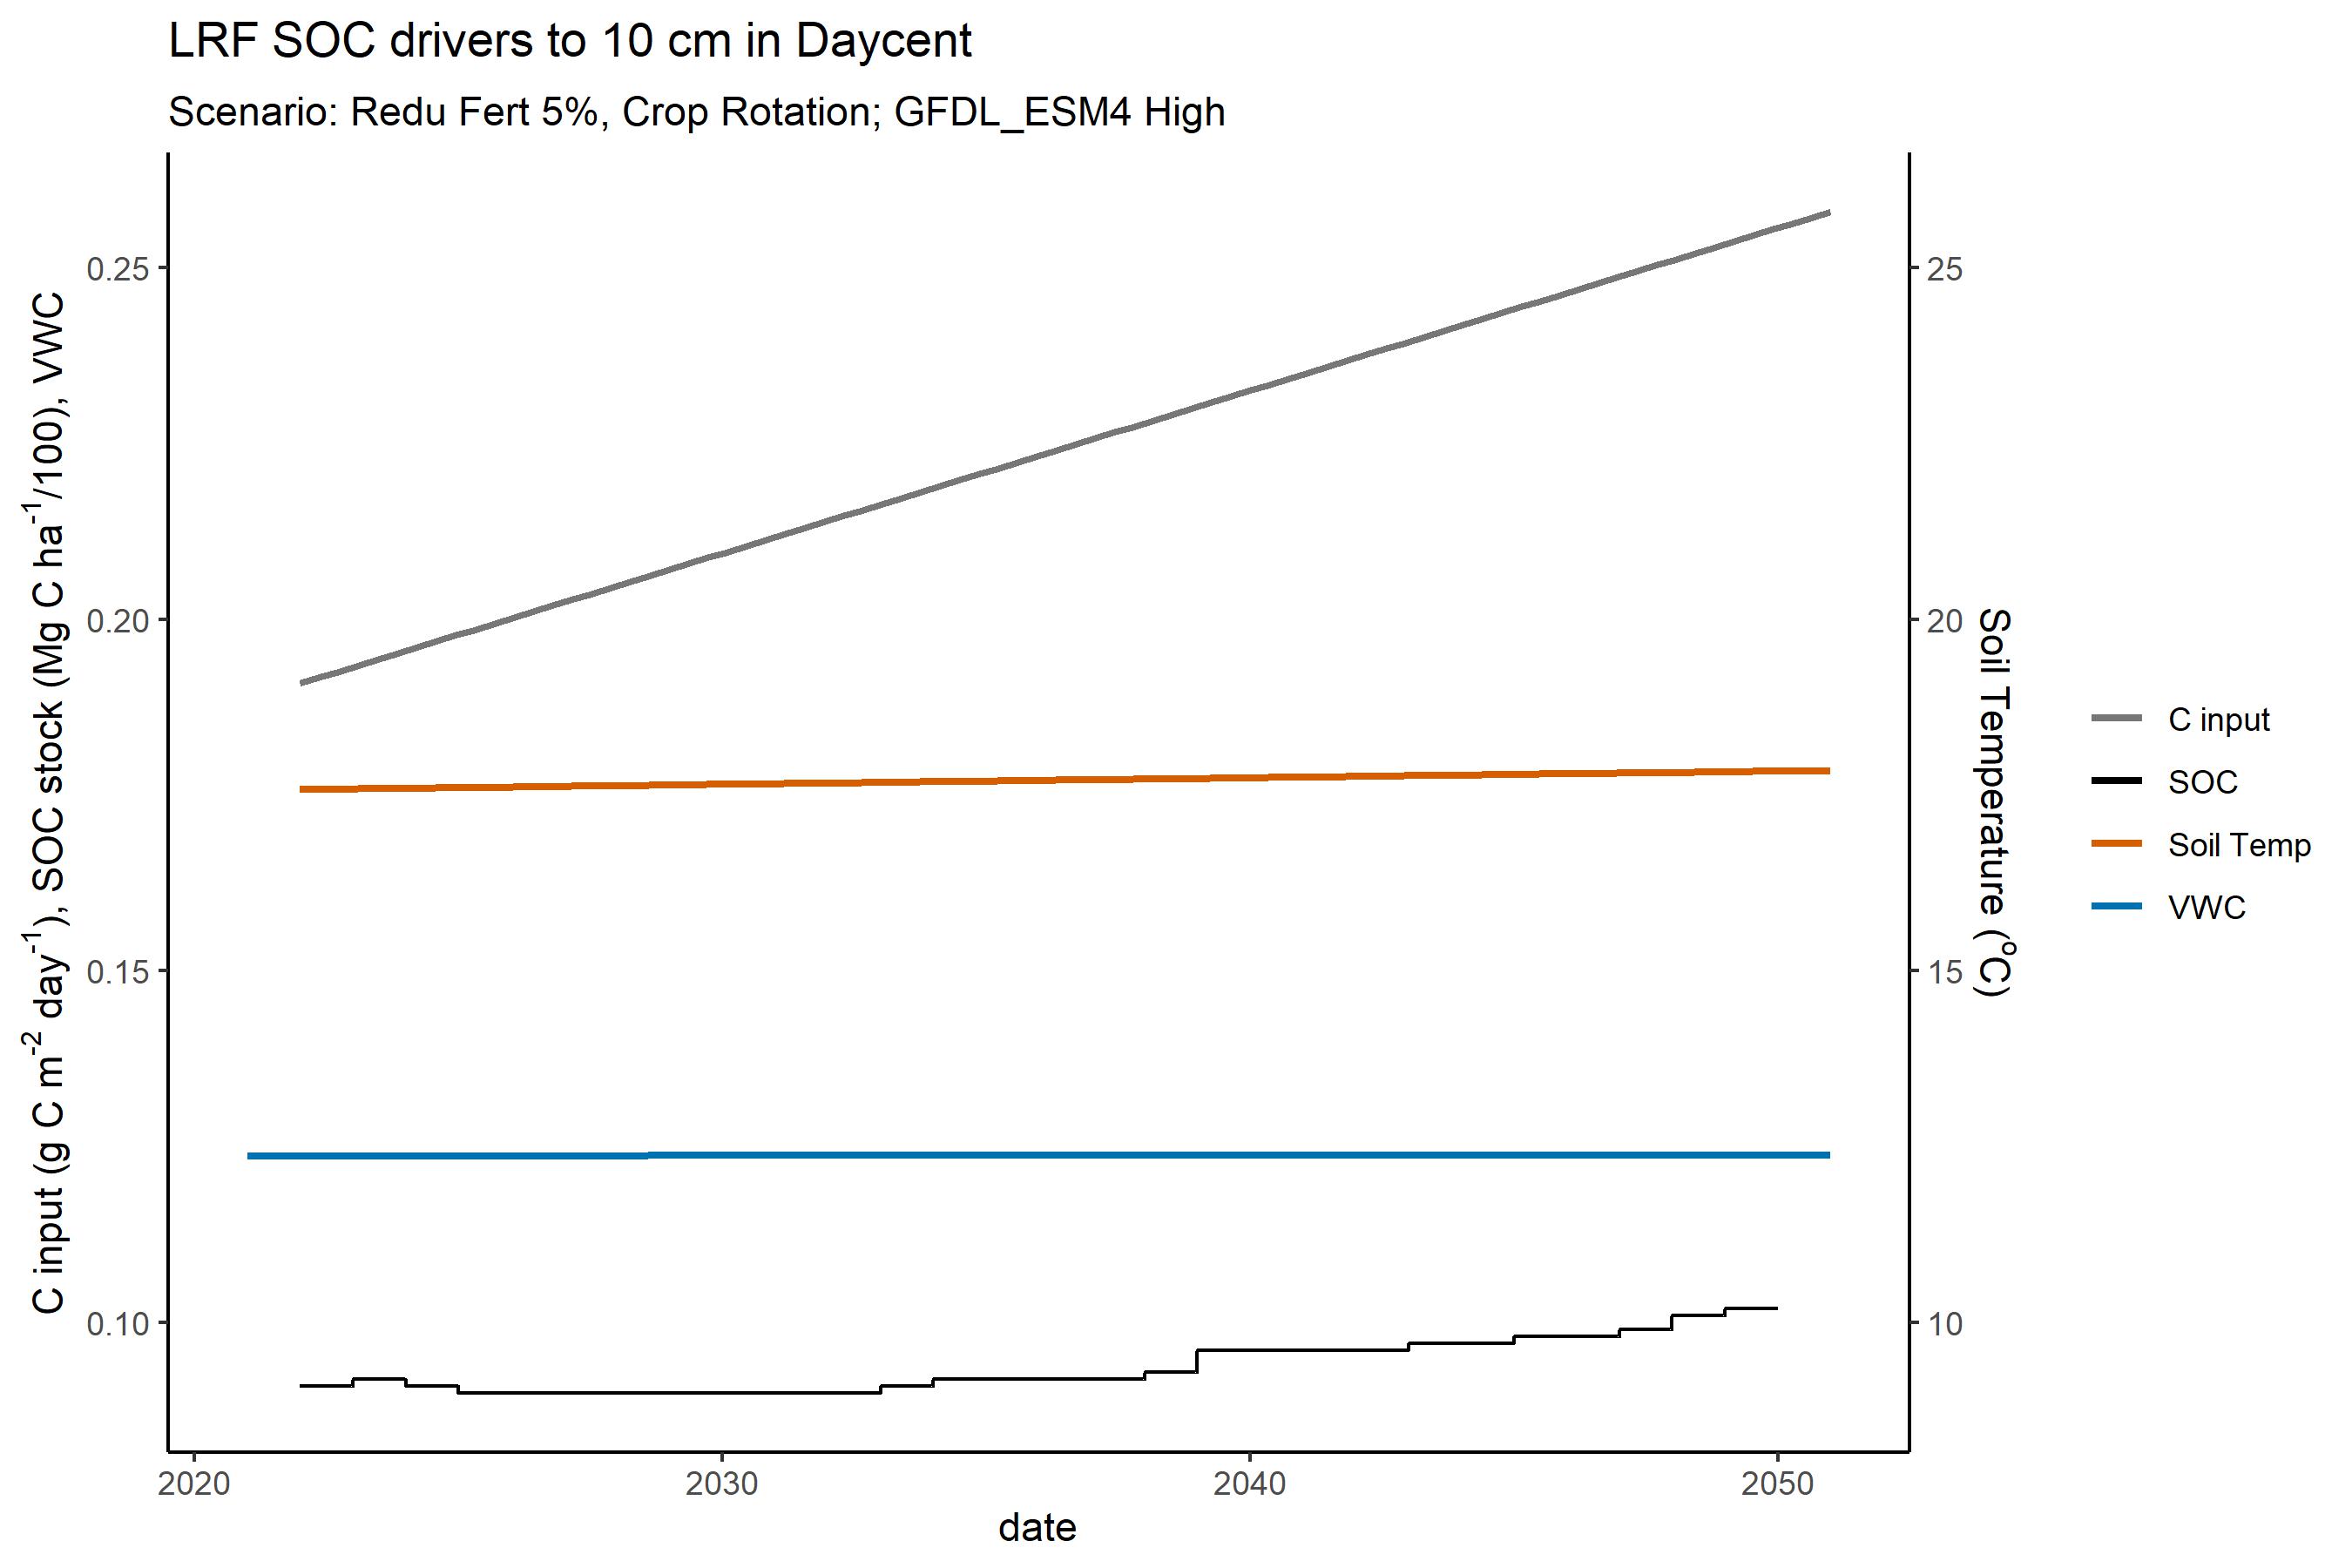 LRF SOC drivers to 10 cm in Daycent
Scenario: Redu Fert 5%, Crop Rotation; GFDL_ESM4 High
C input (g C m⁻² day⁻¹), SOC stock (Mg C ha⁻¹/100), VWC
0.25
0.20
0.15
0.10
25
20
15
10
Soil Temperature (°C)
C input
SOC
Soil Temp
VWC
2020
2030
2040
2050
date